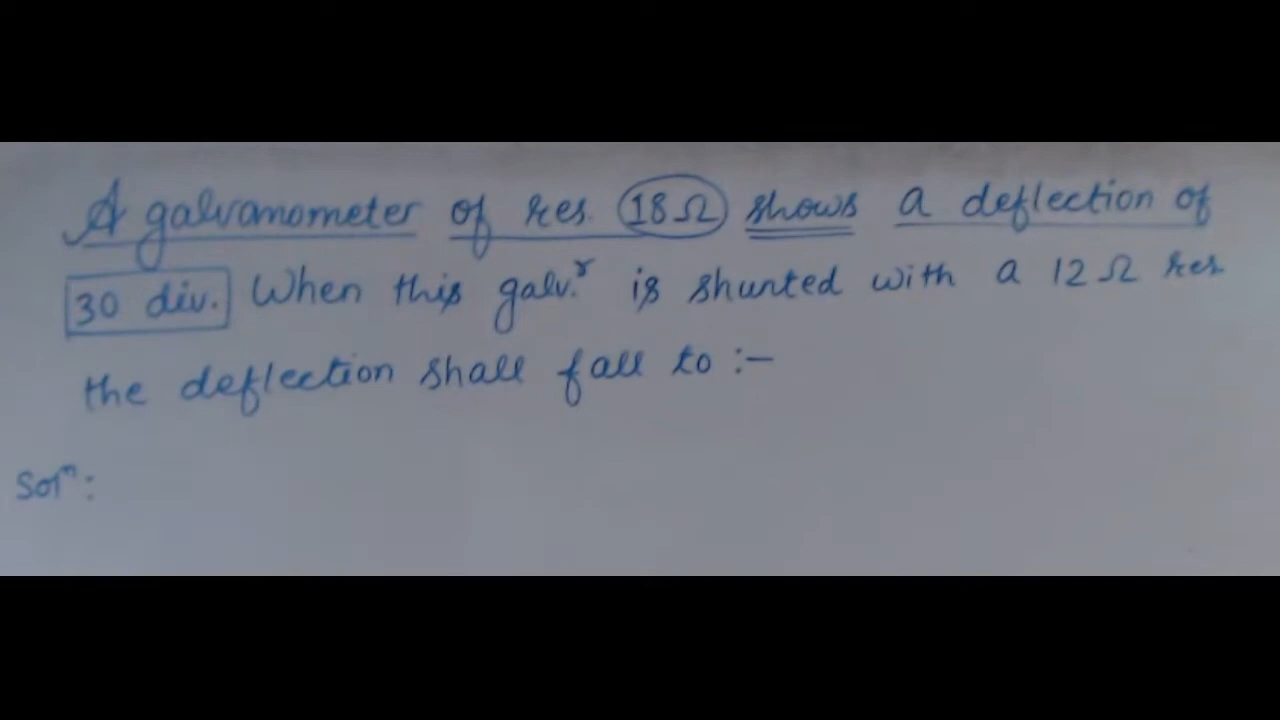 A galvanometer of res. 18Ω shows a deflection of
30 div. When this galv.r is shunted with a 12Ω res
the deflection shall fall to :-
Solⁿ: